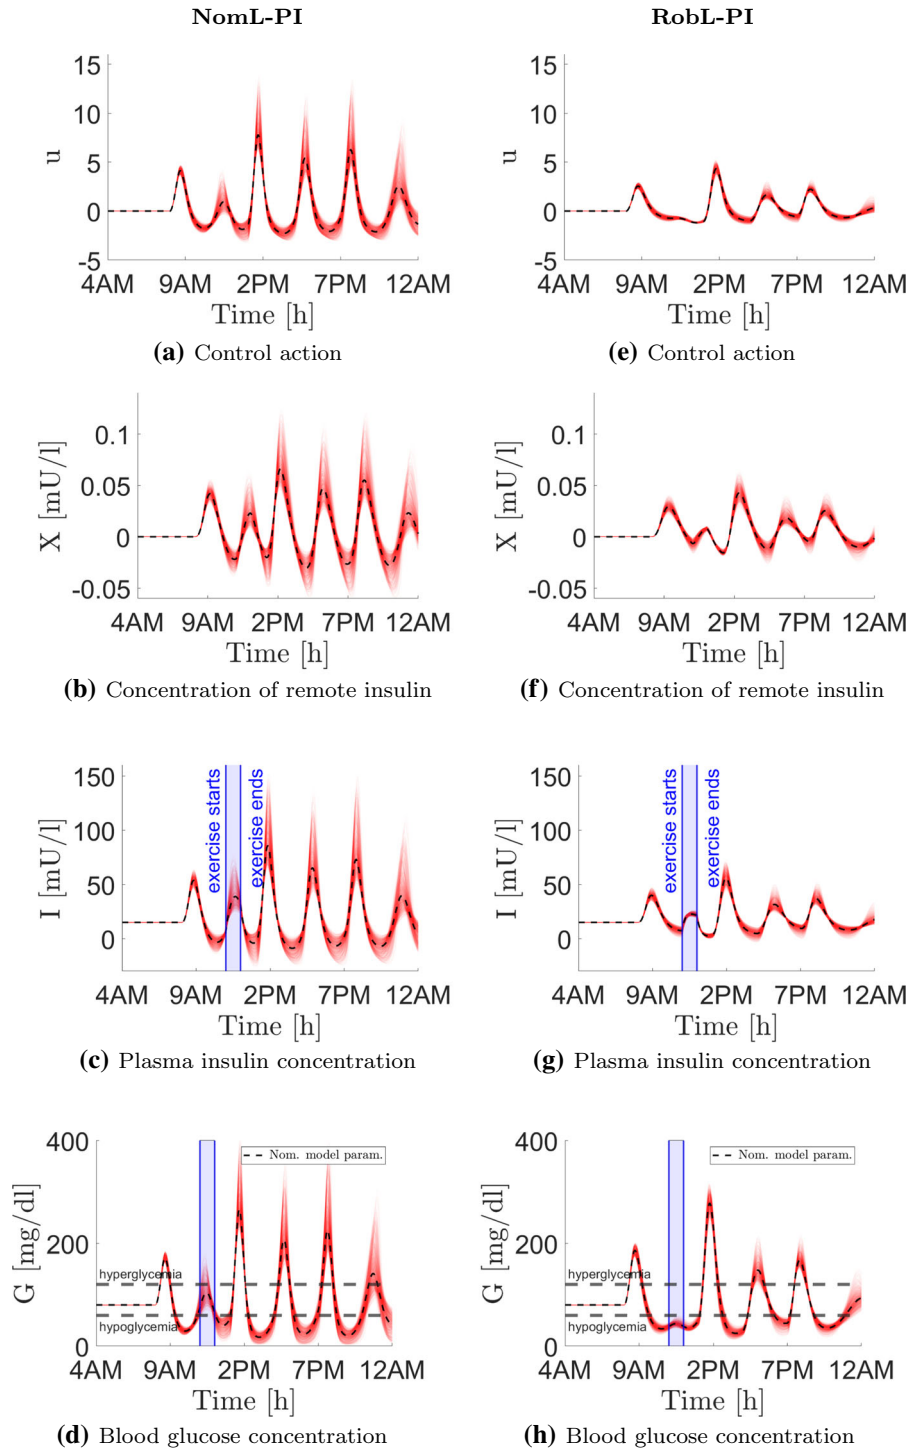 NomL-PI
RobL-PI
15
10
5
0
-5
u
4AM 9AM 2PM 7PM 12AM
Time [h]
(a) Control action
15
10
5
0
-5
u
4AM 9AM 2PM 7PM 12AM
Time [h]
(e) Control action
0.1
0.05
0
-0.05
X [mU/l]
4AM 9AM 2PM 7PM 12AM
Time [h]
(b) Concentration of remote insulin
0.1
0.05
0
-0.05
X [mU/l]
4AM 9AM 2PM 7PM 12AM
Time [h]
(f) Concentration of remote insulin
150
100
50
0
I [mU/l]
exercise starts
exercise ends
4AM 9AM 2PM 7PM 12AM
Time [h]
(c) Plasma insulin concentration
150
100
50
0
I [mU/l]
exercise starts
exercise ends
4AM 9AM 2PM 7PM 12AM
Time [h]
(g) Plasma insulin concentration
400
200
0
G [mg/dl]
Nom. model param.
hyperglycemia
hypoglycemia
4AM 9AM 2PM 7PM 12AM
Time [h]
(d) Blood glucose concentration
400
200
0
G [mg/dl]
Nom. model param.
hyperglycemia
hypoglycemia
4AM 9AM 2PM 7PM 12AM
Time [h]
(h) Blood glucose concentration